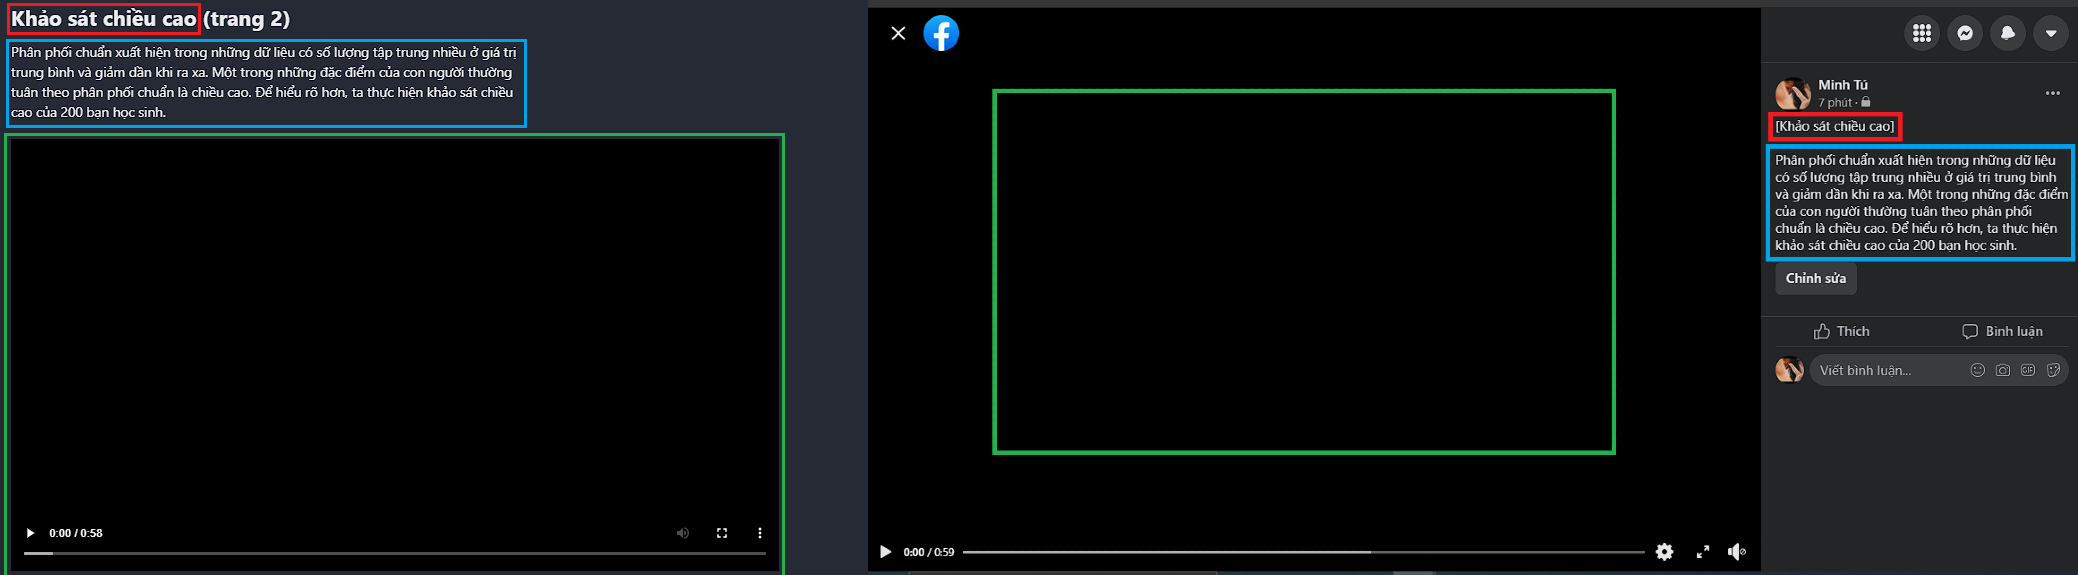 Khảo sát chiều cao (trang 2)
Phân phối chuẩn xuất hiện trong những dữ liệu có số lượng tập trung nhiều ở giá trị
trung bình và giảm dần khi ra xa. Một trong những đặc điểm của con người thường
tuân theo phân phối chuẩn là chiều cao. Để hiểu rõ hơn, ta thực hiện khảo sát chiều
cao của 200 bạn học sinh.
0:00 / 0:58
0:00 / 0:59
Minh Tú
7 phút ·
[Khảo sát chiều cao]
Phân phối chuẩn xuất hiện trong những dữ liệu
có số lượng tập trung nhiều ở giá trị trung bình
và giảm dần khi ra xa. Một trong những đặc điểm
của con người thường tuân theo phân phối
chuẩn là chiều cao. Để hiểu rõ hơn, ta thực hiện
khảo sát chiều cao của 200 bạn học sinh.
Chỉnh sửa
Thích
Bình luận
Viết bình luận...
GIF